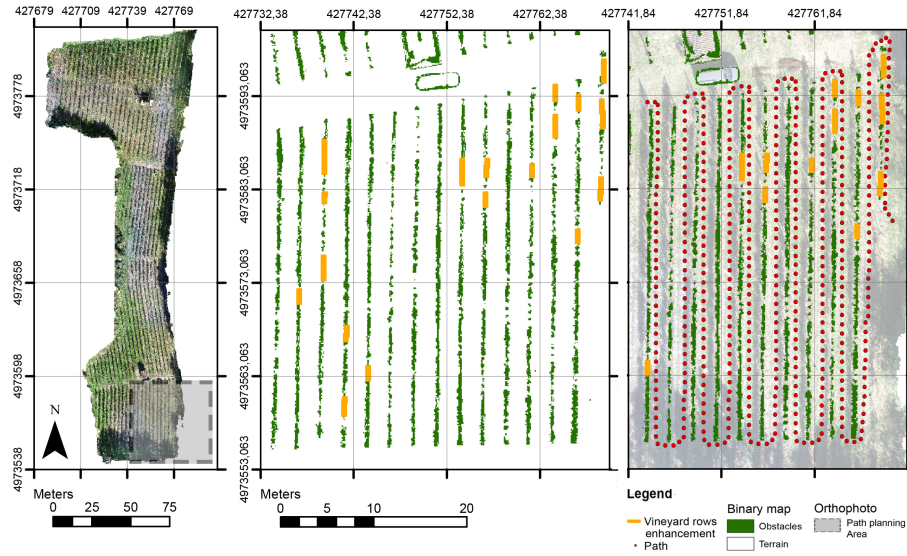 427679 427709 427739 427769
427732,38 427742,38 427752,38 427762,38
427741,84 427751,84 427761,84
4973778
4973718
4973658
4973598
4973538
4973593,063
4973583,063
4973573,063
4973563,063
4973553,063
N
Meters
0 25 50 75
Meters
0 5 10 20
Legend
Vineyard rows
enhancement
Path
Binary map
Obstacles
Terrain
Orthophoto
Path planning
Area